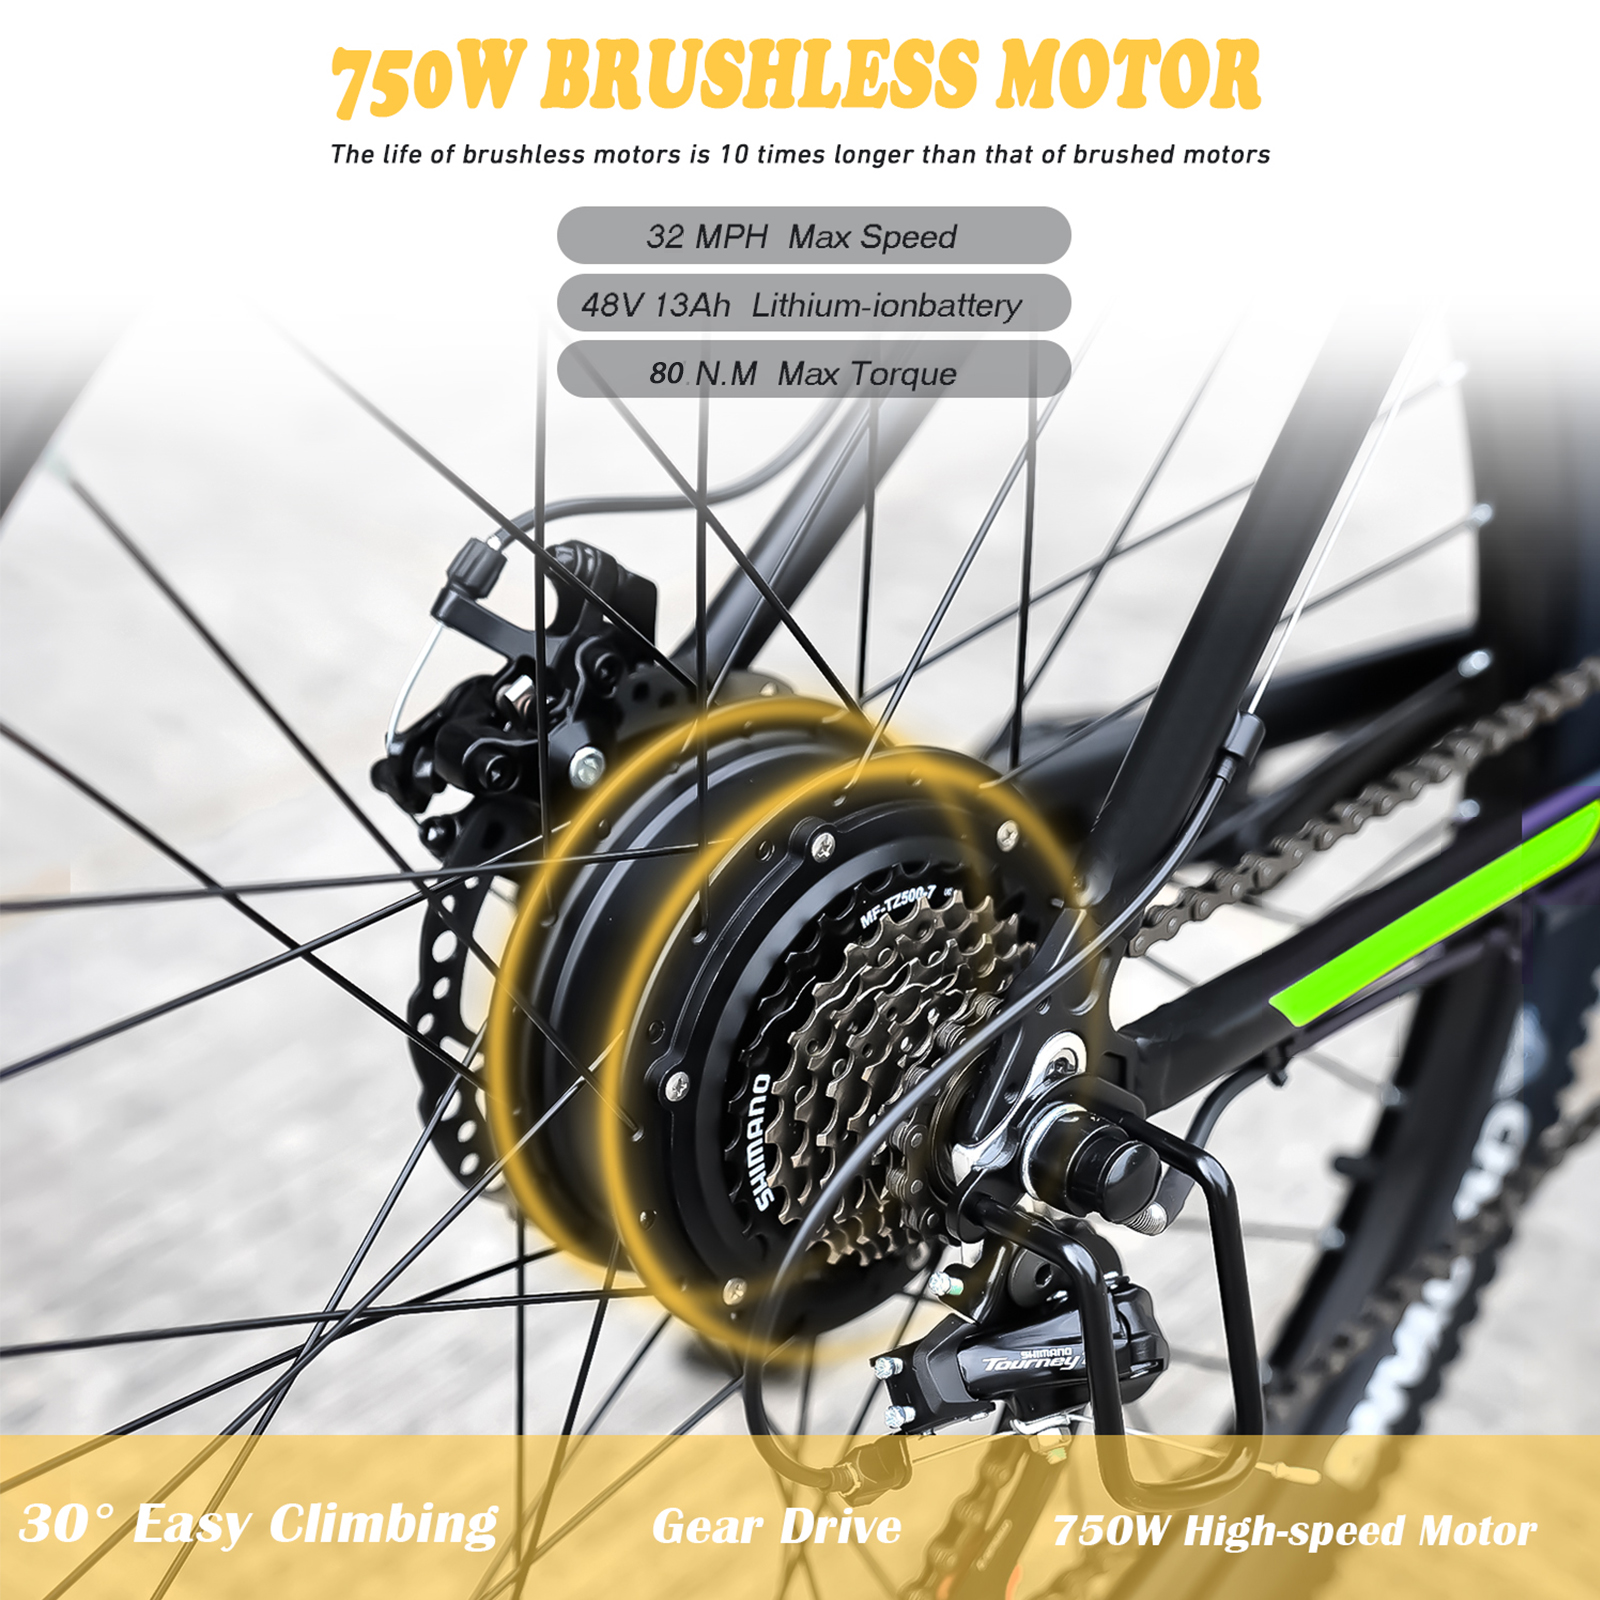 750W BRUSHLESS MOTOR
The life of brushless motors is 10 times longer than that of brushed motors
32 MPH Max Speed
48V 13Ah Lithium-ionbattery
80 N.M Max Torque
MF-TZ500-7
SHIMANO
SHIMANO
Tourney
30° Easy Climbing
Gear Drive
750W High-speed Motor